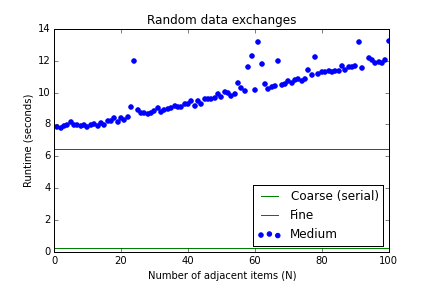 Random data exchanges
14
12
10
8
6
4
2
0
Runtime (seconds)
Coarse (serial)
Fine
Medium
0 20 40 60 80 100
Number of adjacent items (N)